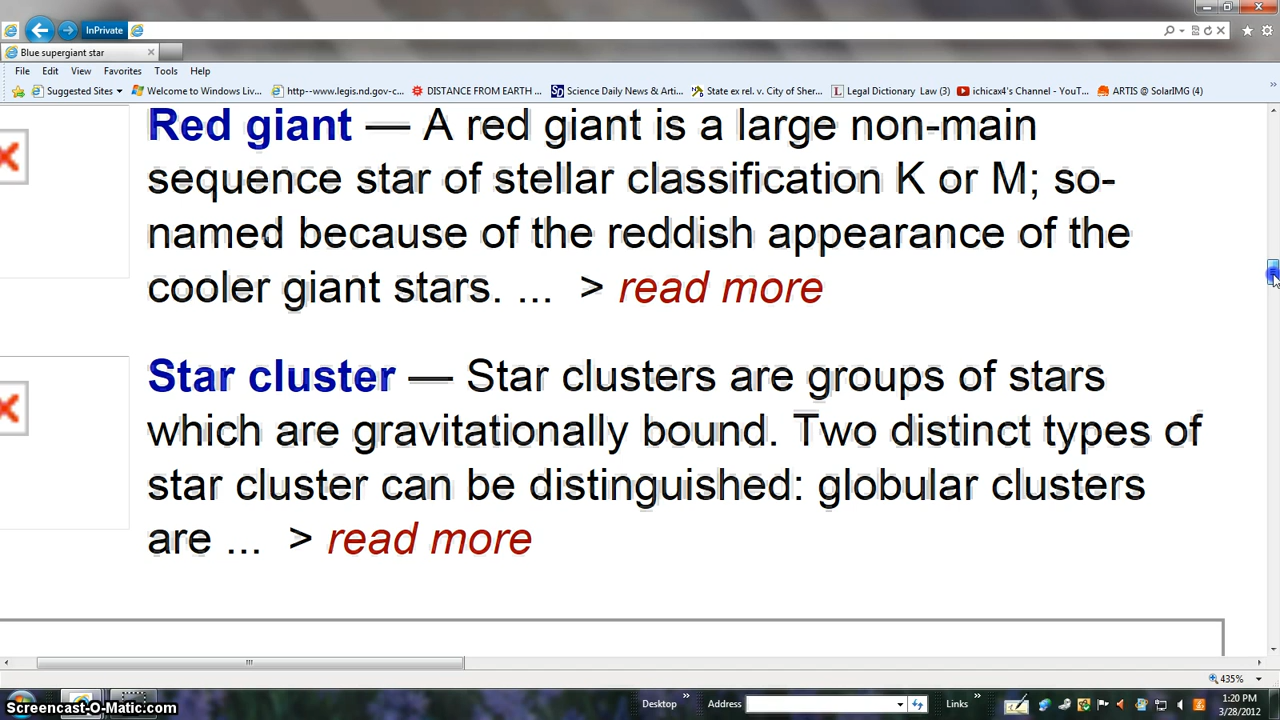 InPrivate
Blue supergiant star
File Edit View Favorites Tools Help
Suggested Sites Welcome to Windows Liv... http--www.legis.nd.gov-c... DISTANCE FROM EARTH ... Science Daily News & Arti... State ex rel. v. City of Sher... Legal Dictionary Law (3) ichicax4's Channel - YouT... ARTIS @ SolarIMG (4)
Red giant — A red giant is a large non-main
sequence star of stellar classification K or M; so-
named because of the reddish appearance of the
cooler giant stars. ... > read more
Star cluster — Star clusters are groups of stars
which are gravitationally bound. Two distinct types of
star cluster can be distinguished: globular clusters
are ... > read more
435%
Desktop Address Links 1:20 PM
3/28/2012
Screencast-O-Matic.com